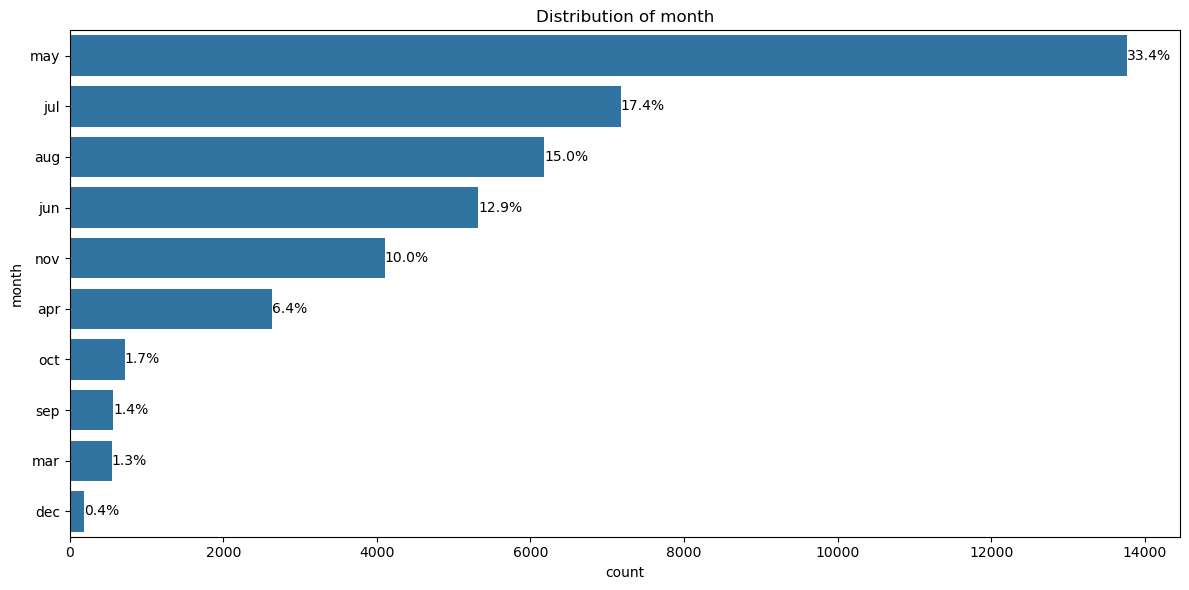 Distribution of month
may 33.4%
jul 17.4%
aug 15.0%
jun 12.9%
nov 10.0%
apr 6.4%
oct 1.7%
sep 1.4%
mar 1.3%
dec 0.4%
month
0 2000 4000 6000 8000 10000 12000 14000
count